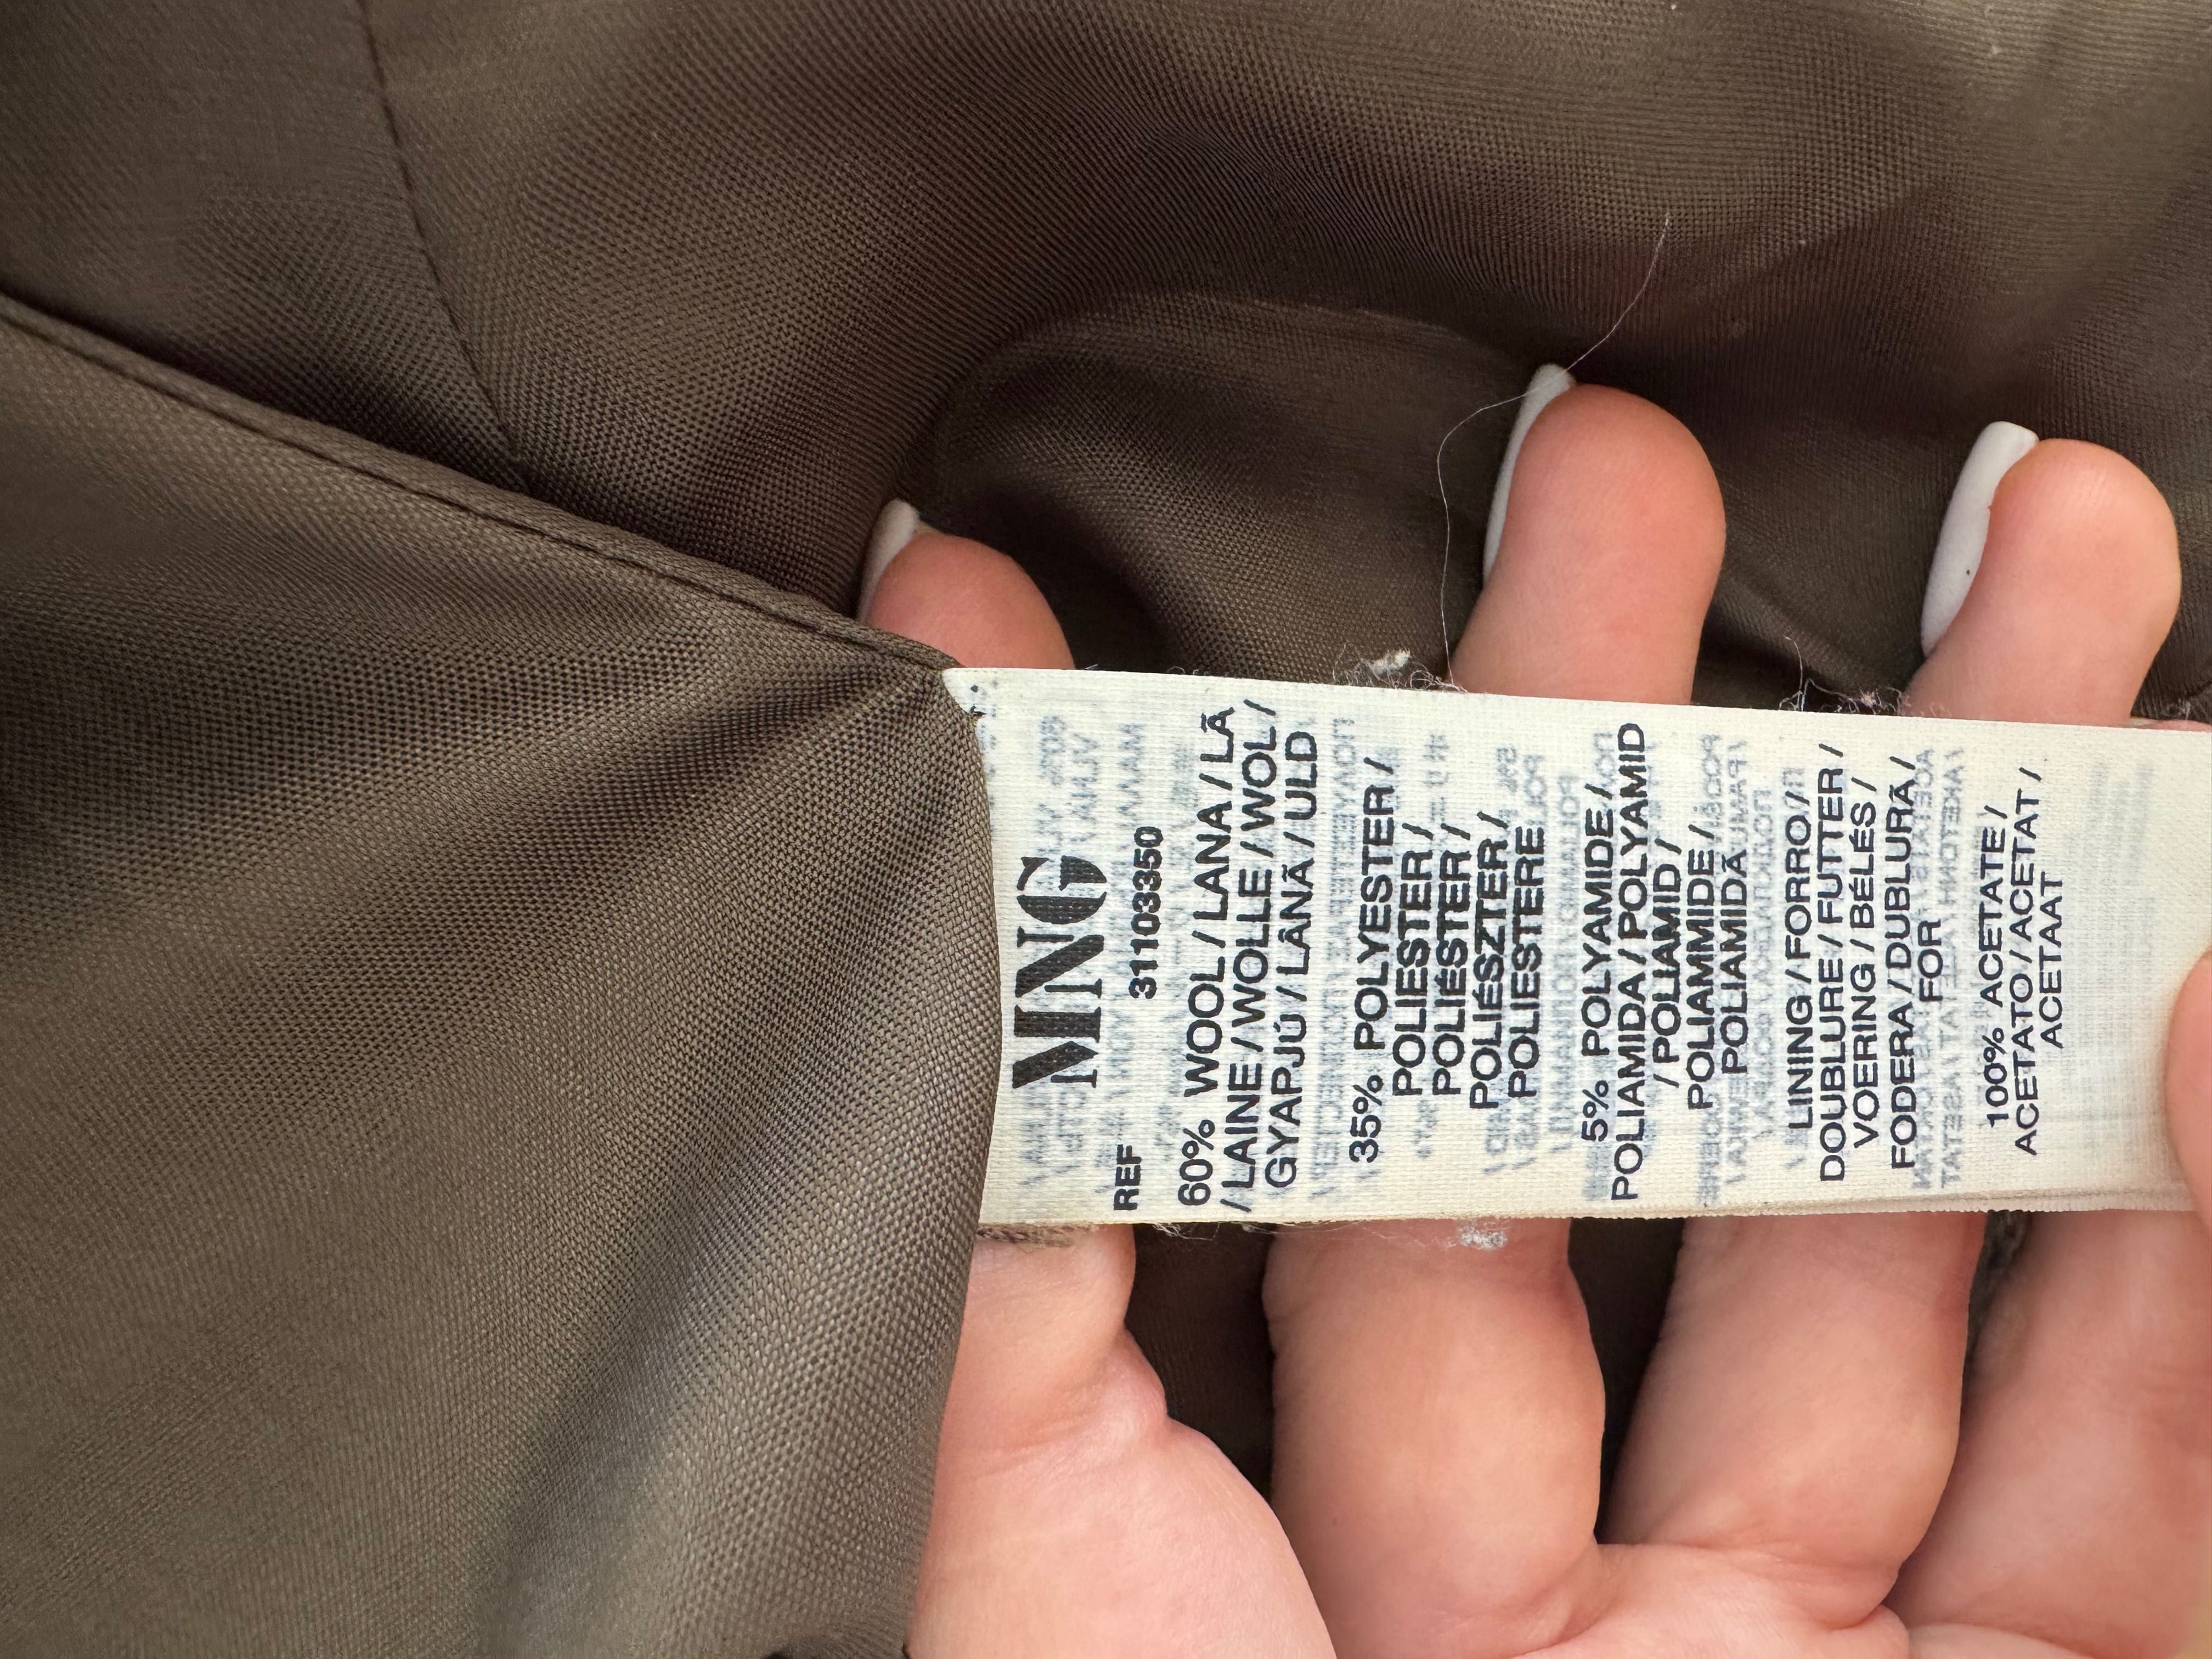 MNG
REF 31103350
60% WOOL / LANA / LÃ
/ LAINE / WOLLE / WOL /
GYAPJÚ / LÂNĂ / ULD
35% POLYESTER /
POLIESTER /
POLIÉSTER /
POLIÉSZTER /
POLIESTERE
5% POLYAMIDE /
POLIAMIDA / POLYAMID
/ POLIAMID /
POLIAMMIDE /
POLIAMIDĂ
LINING / FORRO /
DOUBLURE / FUTTER /
VOERING / BÉLÉS /
FODERA / DUBLURĂ /
FOR
100% ACETATE /
ACETATO / ACETAT /
ACETAAT